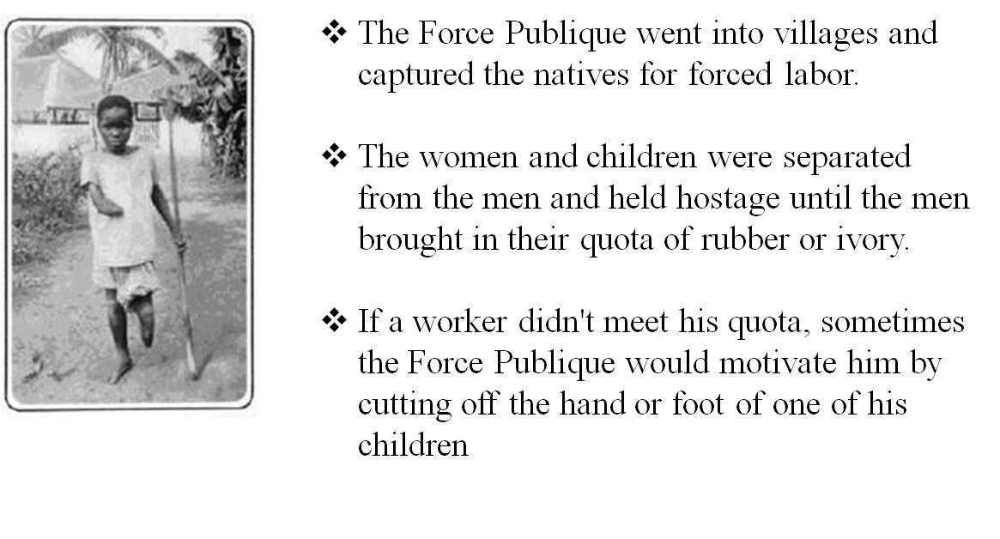 ❖ The Force Publique went into villages and
captured the natives for forced labor.
❖ The women and children were separated
from the men and held hostage until the men
brought in their quota of rubber or ivory.
❖ If a worker didn't meet his quota, sometimes
the Force Publique would motivate him by
cutting off the hand or foot of one of his
children